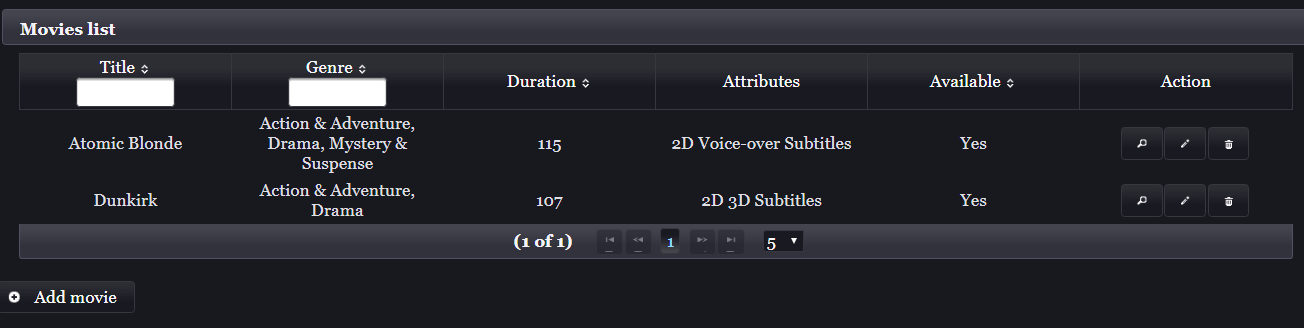 Movies list
Title Genre Duration Attributes Available Action
Atomic Blonde Action & Adventure, Drama, Mystery & Suspense 115 2D Voice-over Subtitles Yes
Dunkirk Action & Adventure, Drama 107 2D 3D Subtitles Yes
(1 of 1) 1 5
Add movie